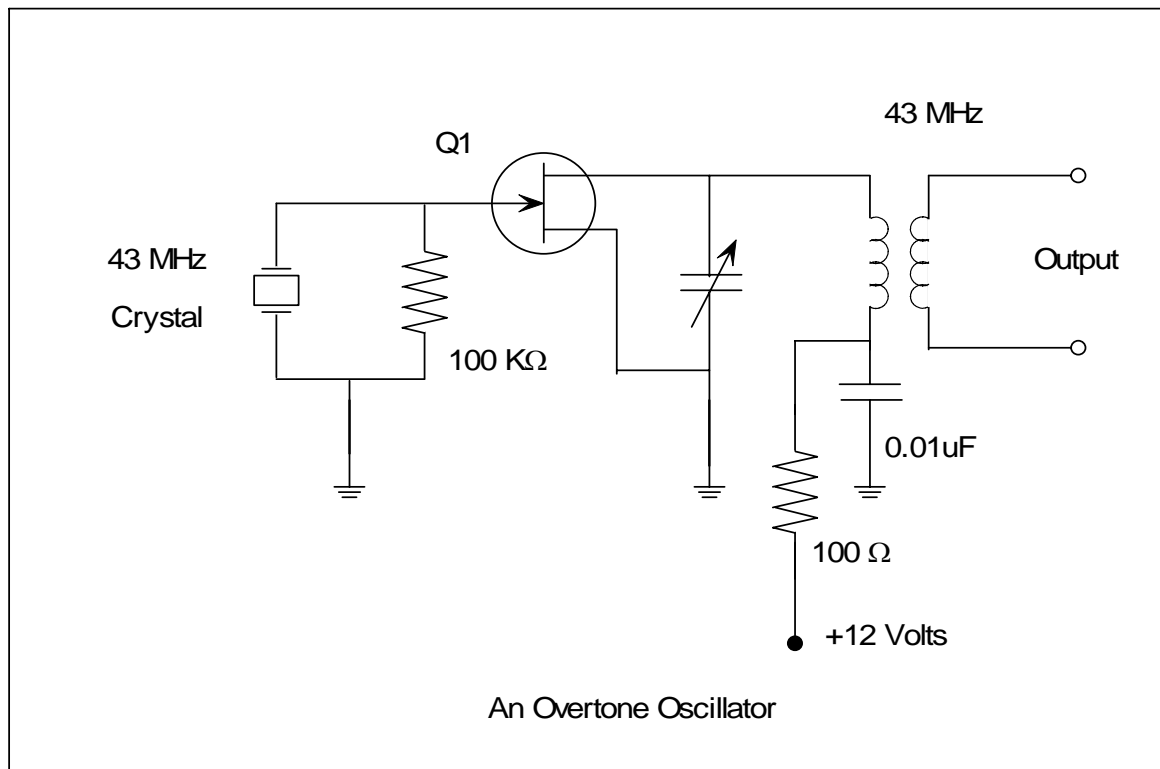 43 MHz
Q1
43 MHz
Crystal
Output
100 KΩ
0.01uF
100 Ω
+12 Volts
An Overtone Oscillator